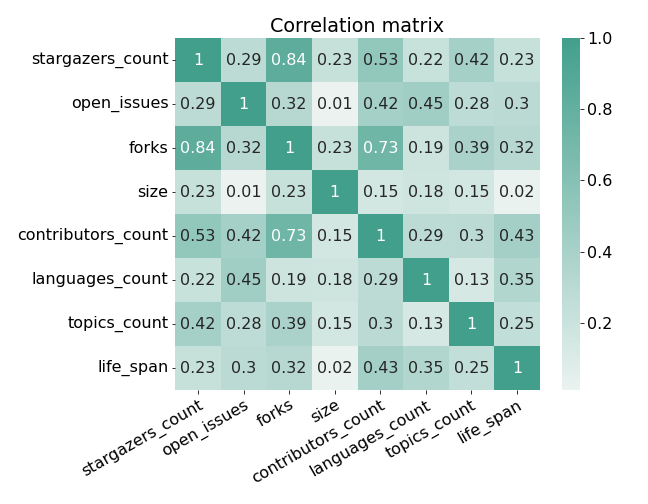 Correlation matrix
stargazers_count 1 0.29 0.84 0.23 0.53 0.22 0.42 0.23
open_issues 0.29 1 0.32 0.01 0.42 0.45 0.28 0.3
forks 0.84 0.32 1 0.23 0.73 0.19 0.39 0.32
size 0.23 0.01 0.23 1 0.15 0.18 0.15 0.02
contributors_count 0.53 0.42 0.73 0.15 1 0.29 0.3 0.43
languages_count 0.22 0.45 0.19 0.18 0.29 1 0.13 0.35
topics_count 0.42 0.28 0.39 0.15 0.3 0.13 1 0.25
life_span 0.23 0.3 0.32 0.02 0.43 0.35 0.25 1
stargazers_count
open_issues
forks
size
contributors_count
languages_count
topics_count
life_span
1.0
0.8
0.6
0.4
0.2